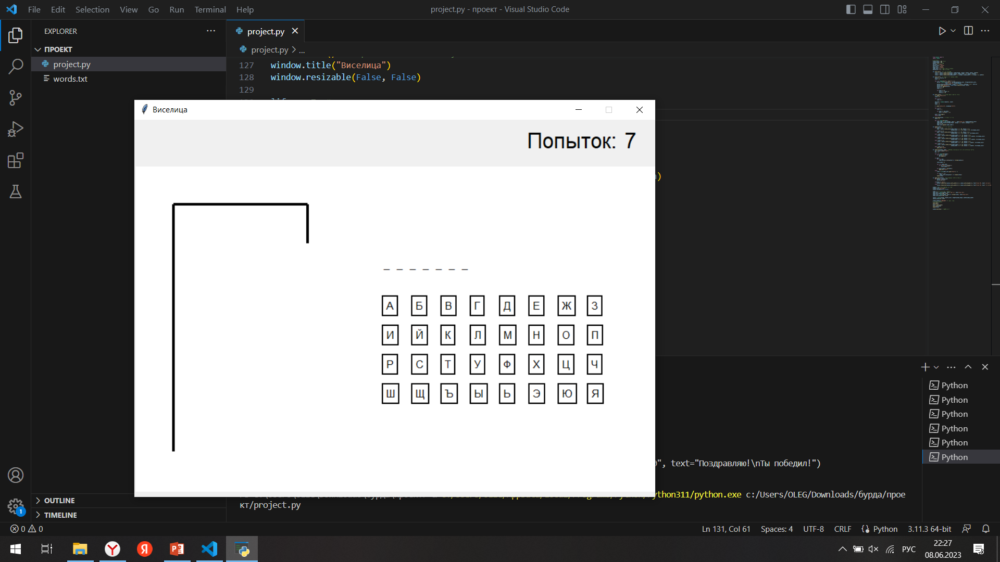 File Edit Selection View Go Run Terminal Help
project.py - проект - Visual Studio Code
EXPLORER
ПРОЕКТ
project.py
words.txt
OUTLINE
TIMELINE
project.py
project.py > ...
127 window.title("Виселица")
128 window.resizable(False, False)
129
)
Виселица
Попыток: 7
_ _ _ _ _ _ _
А Б В Г Д Е Ж З
И Й К Л М Н О П
Р С Т У Ф Х Ц Ч
Ш Щ Ъ Ы Ь Э Ю Я
", text="Поздравляю!\nТы победил!")
ython311/python.exe c:/Users/OLEG/Downloads/бурда/прое
кт/project.py
Python
Python
Python
Python
Python
Python
1
0 0
Ln 131, Col 61 Spaces: 4 UTF-8 CRLF Python 3.11.3 64-bit
РУС
22:27
08.06.2023